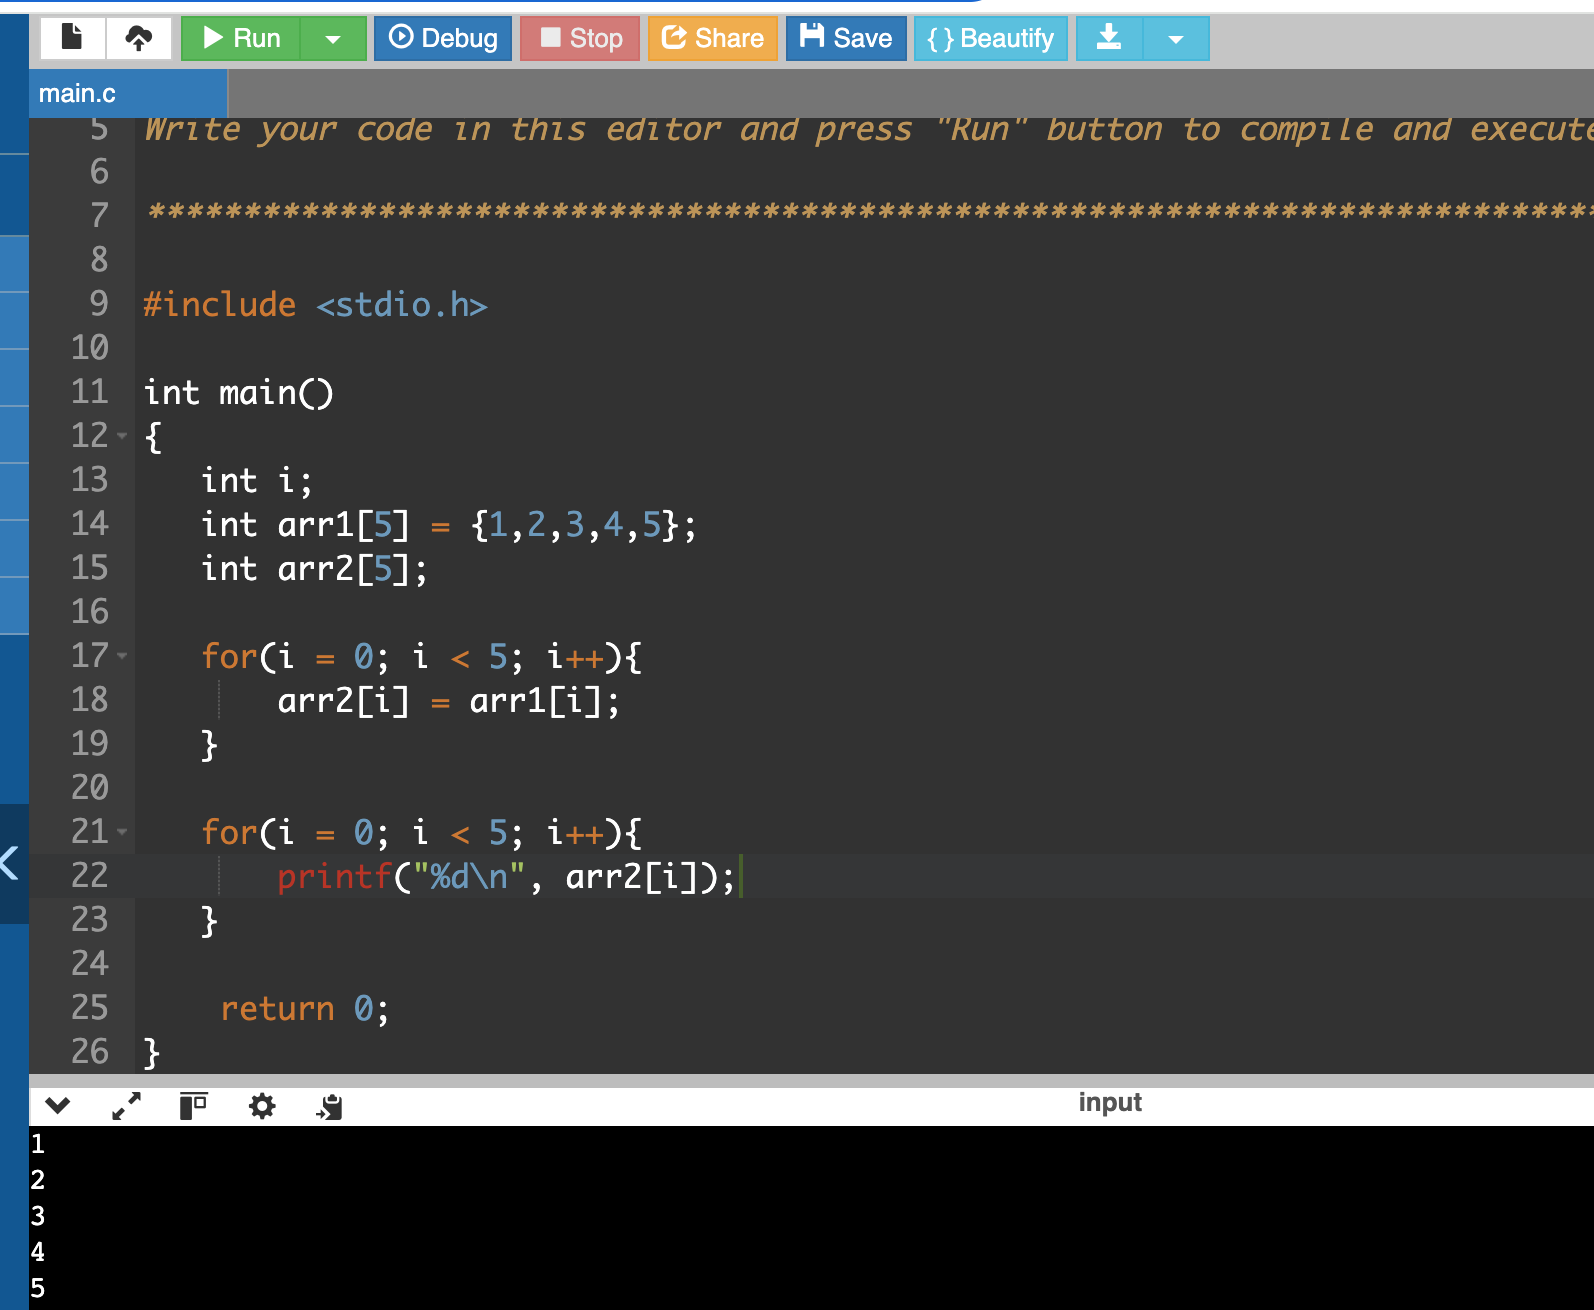 Run Debug Stop Share Save { } Beautify
main.c
5 Write your code in this editor and press "Run" button to compile and execute
6
7 ****************************************************************************
8
9 #include <stdio.h>
10
11 int main()
12 {
13 int i;
14 int arr1[5] = {1,2,3,4,5};
15 int arr2[5];
16
17 for(i = 0; i < 5; i++){
18 arr2[i] = arr1[i];
19 }
20
21 for(i = 0; i < 5; i++){
22 printf("%d\n", arr2[i]);
23 }
24
25 return 0;
26 }
input
1
2
3
4
5